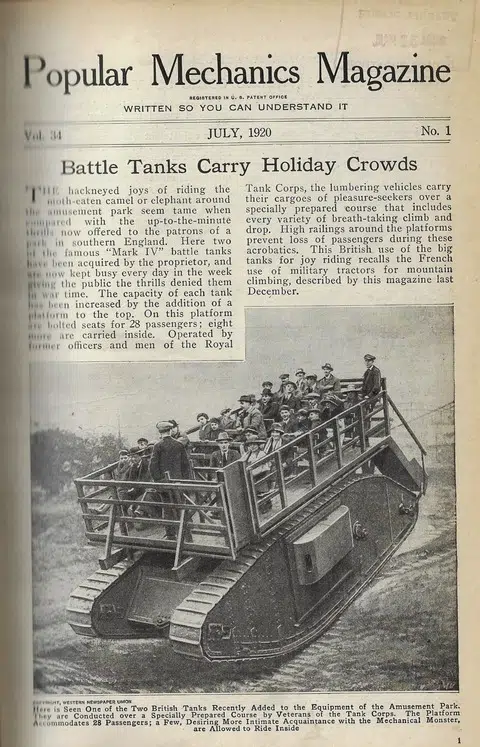 Popular Mechanics Magazine
REGISTERED IN U. S. PATENT OFFICE
WRITTEN SO YOU CAN UNDERSTAND IT
Vol. 34 JULY, 1920 No. 1
Battle Tanks Carry Holiday Crowds
THE hackneyed joys of riding the
moth-eaten camel or elephant around
the amusement park seem tame when
compared with the up-to-the-minute
thrills now offered to the patrons of a
park in southern England. Here two
of the famous "Mark IV" battle tanks
have been acquired by the proprietor, and
are now kept busy every day in the week
giving the public the thrills denied them
in war time. The capacity of each tank
has been increased by the addition of a
platform to the top. On this platform
are bolted seats for 28 passengers; eight
more are carried inside. Operated by
former officers and men of the Royal
Tank Corps, the lumbering vehicles carry
their cargoes of pleasure-seekers over a
specially prepared course that includes
every variety of breath-taking climb and
drop. High railings around the platforms
prevent loss of passengers during these
acrobatics. This British use of the big
tanks for joy riding recalls the French
use of military tractors for mountain
climbing, described by this magazine last
December.
COPYRIGHT, WESTERN NEWSPAPER UNION
Here is Seen One of the Two British Tanks Recently Added to the Equipment of the Amusement Park.
They are Conducted over a Specially Prepared Course by Veterans of the Tank Corps. The Platform
Accommodates 28 Passengers; a Few, Desiring More Intimate Acquaintance with the Mechanical Monster,
are Allowed to Ride Inside
1